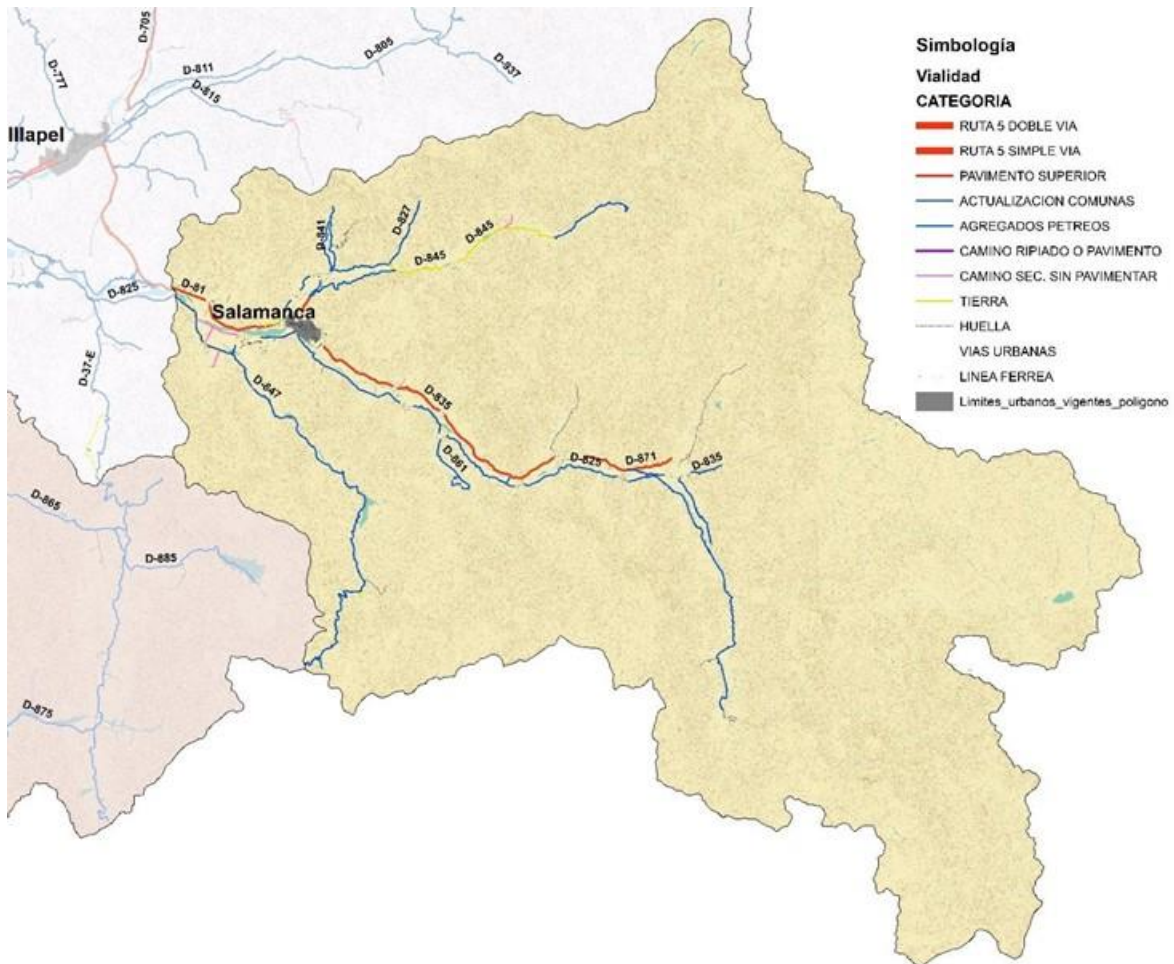 D-705
D-777
D-811
D-805
D-937
D-815
Illapel
D-841
D-827
D-845
D-845
D-825
D-81
Salamanca
D-37-E
D-847
D-835
D-861
D-825
D-871
D-835
D-865
D-885
D-875
Simbología
Vialidad
CATEGORIA
RUTA 5 DOBLE VIA
RUTA 5 SIMPLE VIA
PAVIMENTO SUPERIOR
ACTUALIZACION COMUNAS
AGREGADOS PETREOS
CAMINO RIPIADO O PAVIMENTO
CAMINO SEC. SIN PAVIMENTAR
TIERRA
HUELLA
VIAS URBANAS
LINEA FERREA
Limites_urbanos_vigentes_poligono